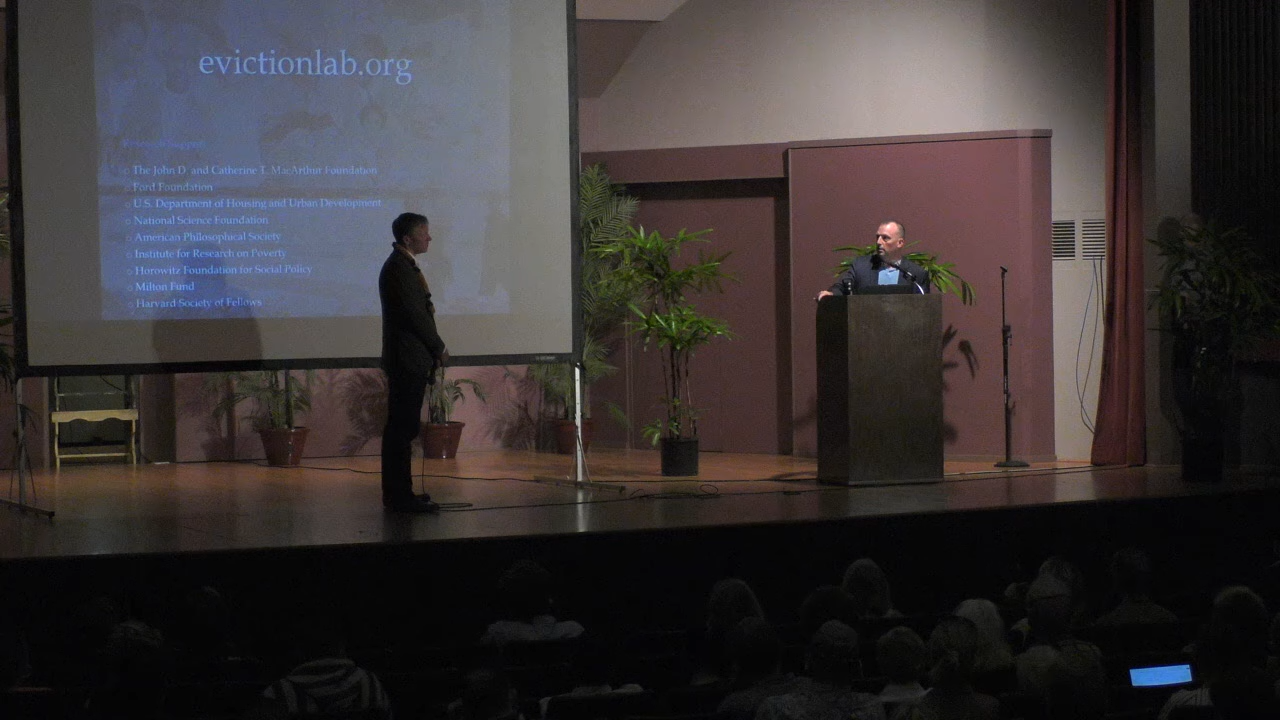 evictionlab.org
The John D. and Catherine T. MacArthur Foundation
Ford Foundation
U.S. Department of Housing and Urban Development
National Science Foundation
American Philosophical Society
Institute for Research on Poverty
Horowitz Foundation for Social Policy
Milton Fund
Harvard Society of Fellows